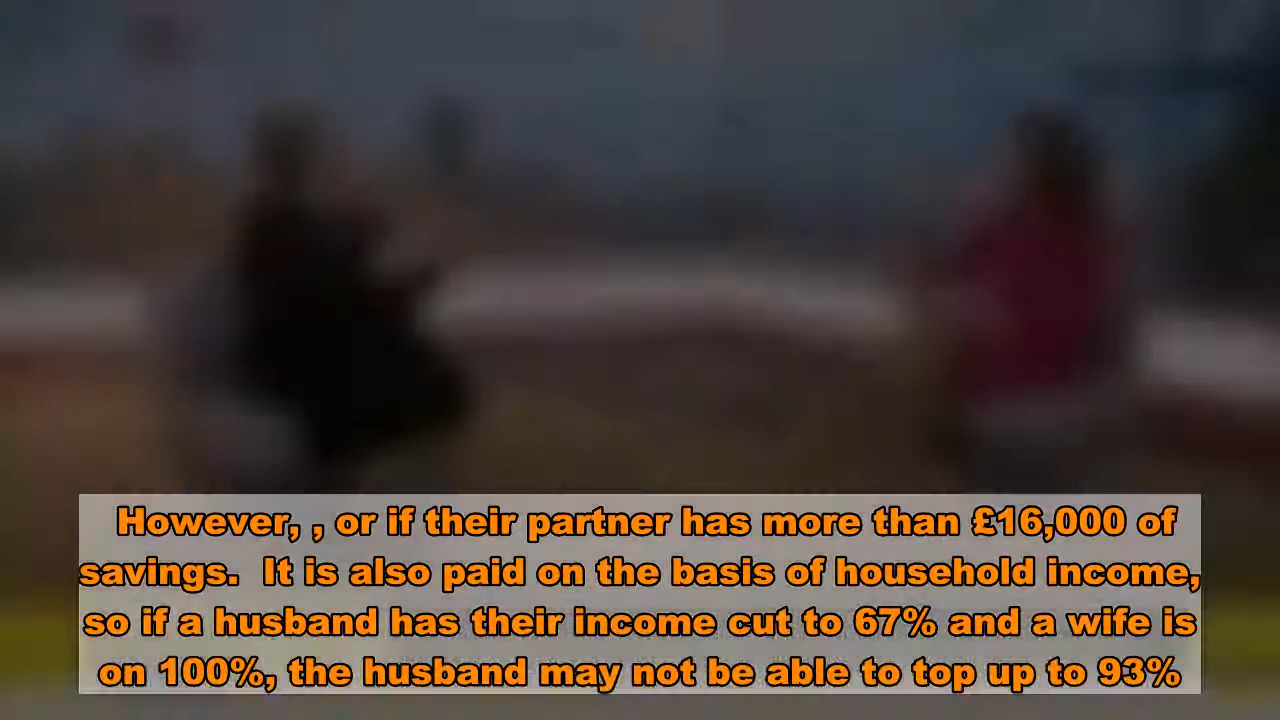 However, , or if their partner has more than £16,000 of
savings.  It is also paid on the basis of household income,
so if a husband has their income cut to 67% and a wife is
on 100%, the husband may not be able to top up to 93%